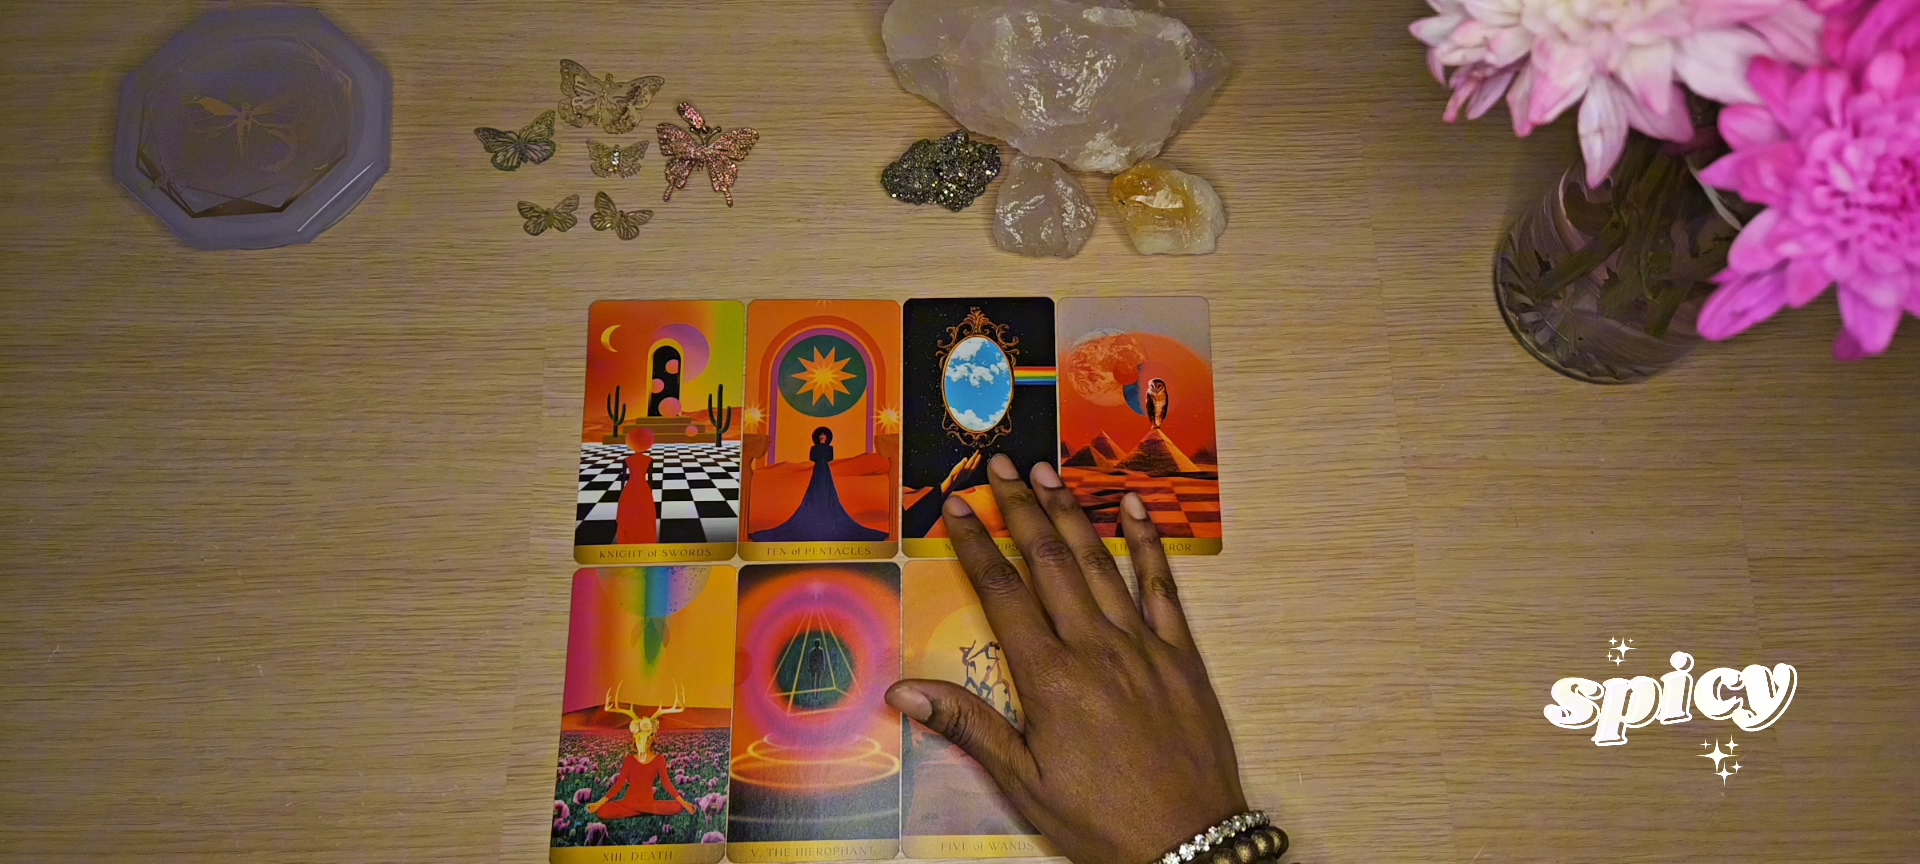 KNIGHT of SWORDS
TEN of PENTACLES
XIII. DEATH
V. THE HIEROPHANT
FIVE of WANDS
spicy